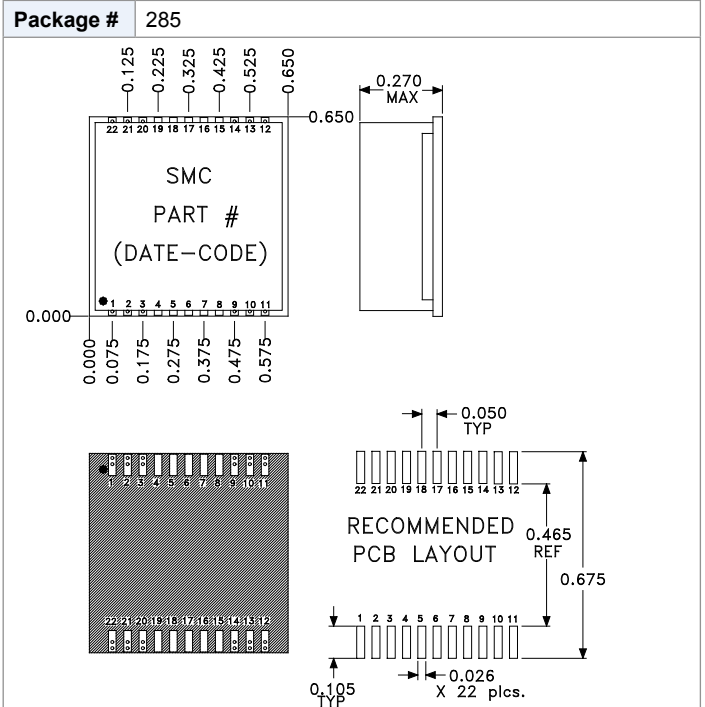 Package # 285
0.125 0.225 0.325 0.425 0.525 0.650
0.270
MAX
0.650
22 21 20 19 18 17 16 15 14 13 12
SMC
PART #
(DATE-CODE)
1 2 3 4 5 6 7 8 9 10 11
0.000
0.000 0.075 0.175 0.275 0.375 0.475 0.575
0.050
TYP
1 2 3 4 5 6 7 8 9 10 11
22 21 20 19 18 17 16 15 14 13 12
22 21 20 19 18 17 16 15 14 13 12
RECOMMENDED
PCB LAYOUT
0.465
REF
0.675
1 2 3 4 5 6 7 8 9 10 11
0.105
TYP
0.026
X 22 plcs.